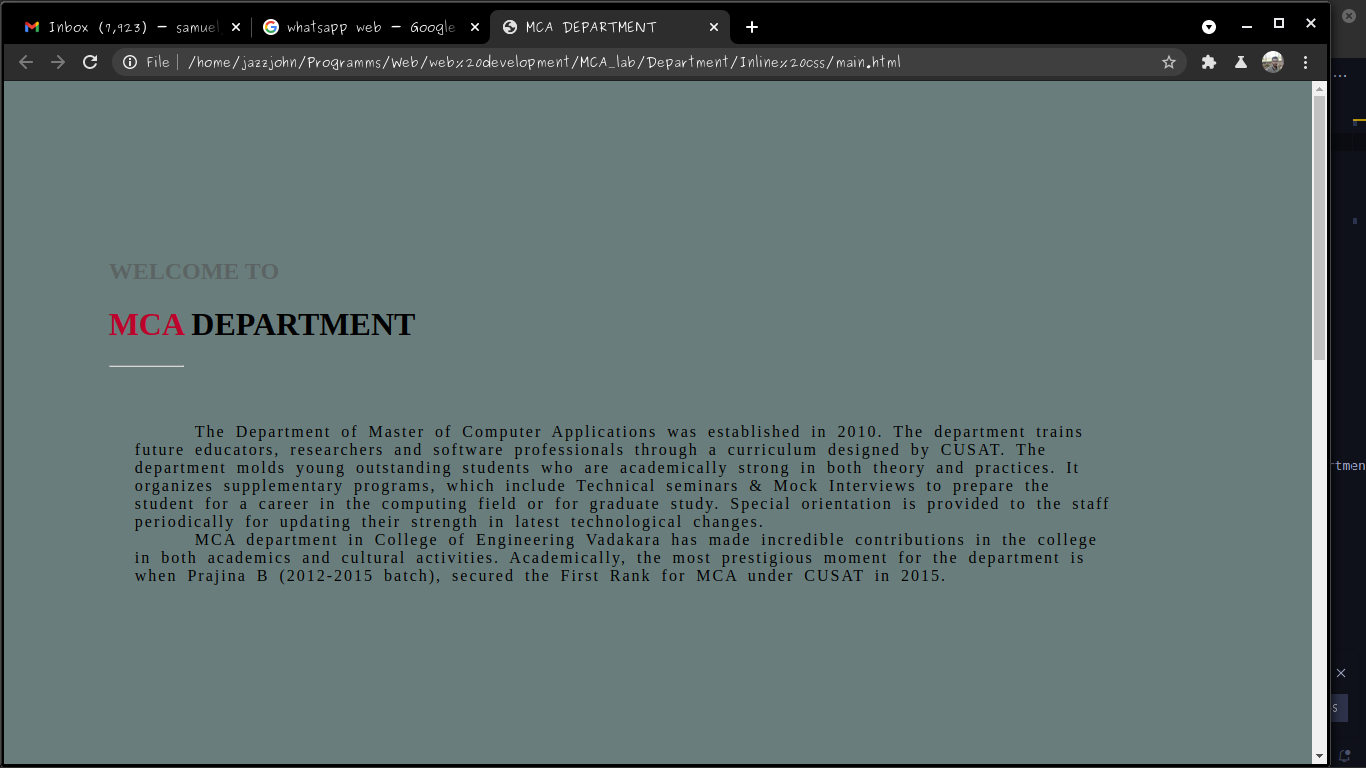 Inbox (7,923) – samuel
whatsapp web – Google
MCA DEPARTMENT
File
/home/jazzjohn/Programms/Web/web%20development/MCA_lab/Department/Inline%20css/main.html
WELCOME TO
MCA DEPARTMENT
The Department of Master of Computer Applications was established in 2010. The department trains
future educators, researchers and software professionals through a curriculum designed by CUSAT. The
department molds young outstanding students who are academically strong in both theory and practices. It
organizes supplementary programs, which include Technical seminars & Mock Interviews to prepare the
student for a career in the computing field or for graduate study. Special orientation is provided to the staff
periodically for updating their strength in latest technological changes.
MCA department in College of Engineering Vadakara has made incredible contributions in the college
in both academics and cultural activities. Academically, the most prestigious moment for the department is
when Prajina B (2012-2015 batch), secured the First Rank for MCA under CUSAT in 2015.
rtmen
s